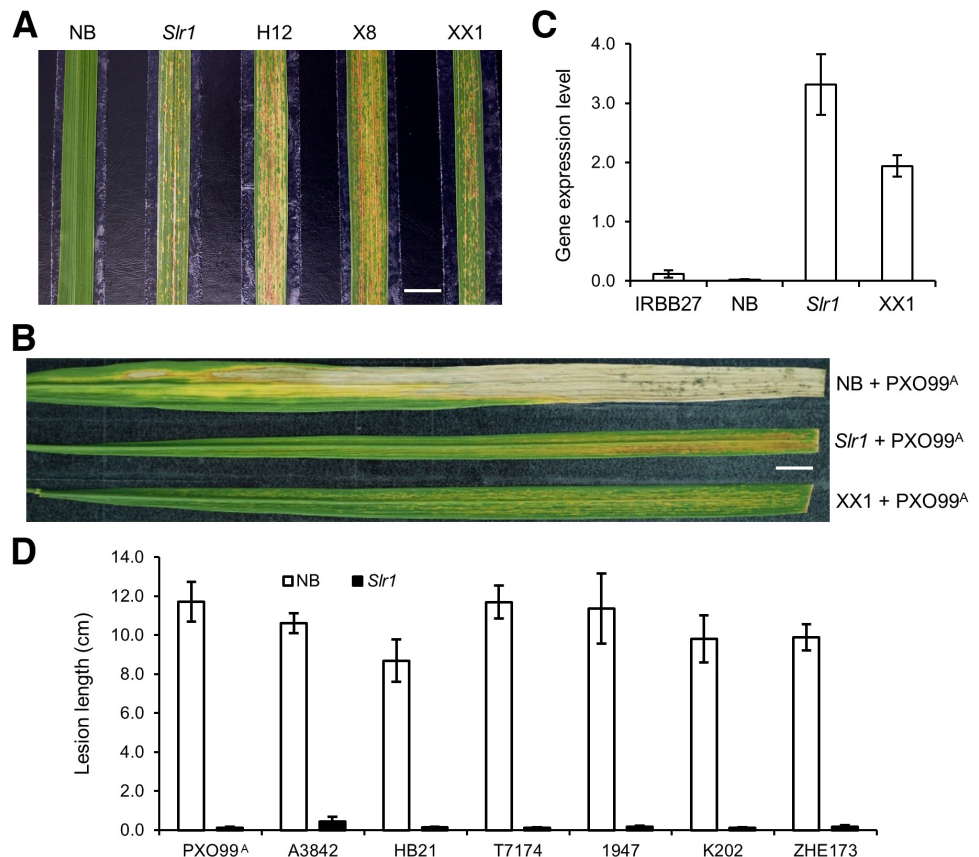 A
NB Slr1 H12 X8 XX1
C
Gene expression level
4.0
3.0
2.0
1.0
0.0
IRBB27 NB Slr1 XX1
B
NB + PXO99ᴬ
Slr1 + PXO99ᴬ
XX1 + PXO99ᴬ
D
Lesion length (cm)
14.0
12.0
10.0
8.0
6.0
4.0
2.0
0.0
NB Slr1
PXO99ᴬ A3842 HB21 T7174 1947 K202 ZHE173